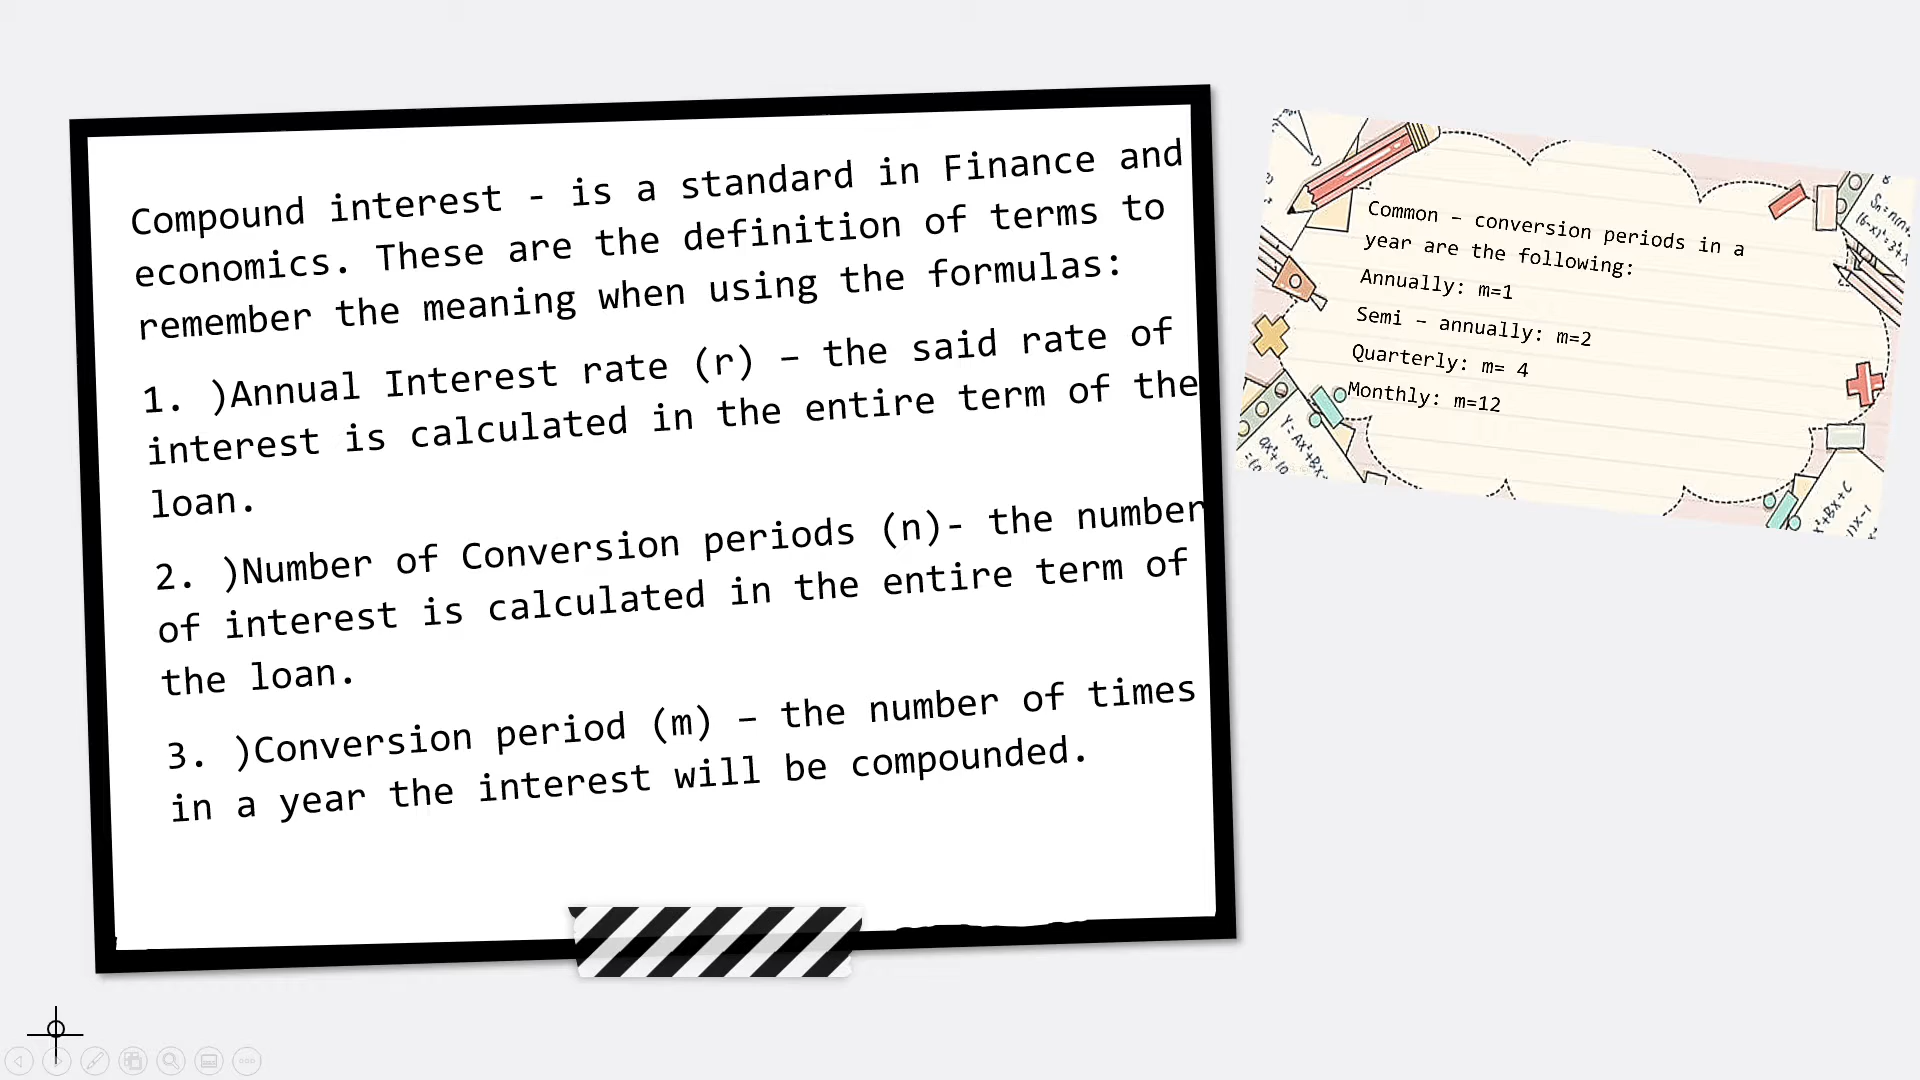 Compound interest - is a standard in Finance and
economics. These are the definition of terms to
remember the meaning when using the formulas:
1. )Annual Interest rate (r) – the said rate of
interest is calculated in the entire term of the
loan.
2. )Number of Conversion periods (n)- the number
of interest is calculated in the entire term of
the loan.
3. )Conversion period (m) – the number of times
in a year the interest will be compounded.
Common – conversion periods in a
year are the following:
Annually: m=1
Semi – annually: m=2
Quarterly: m= 4
Monthly: m=12